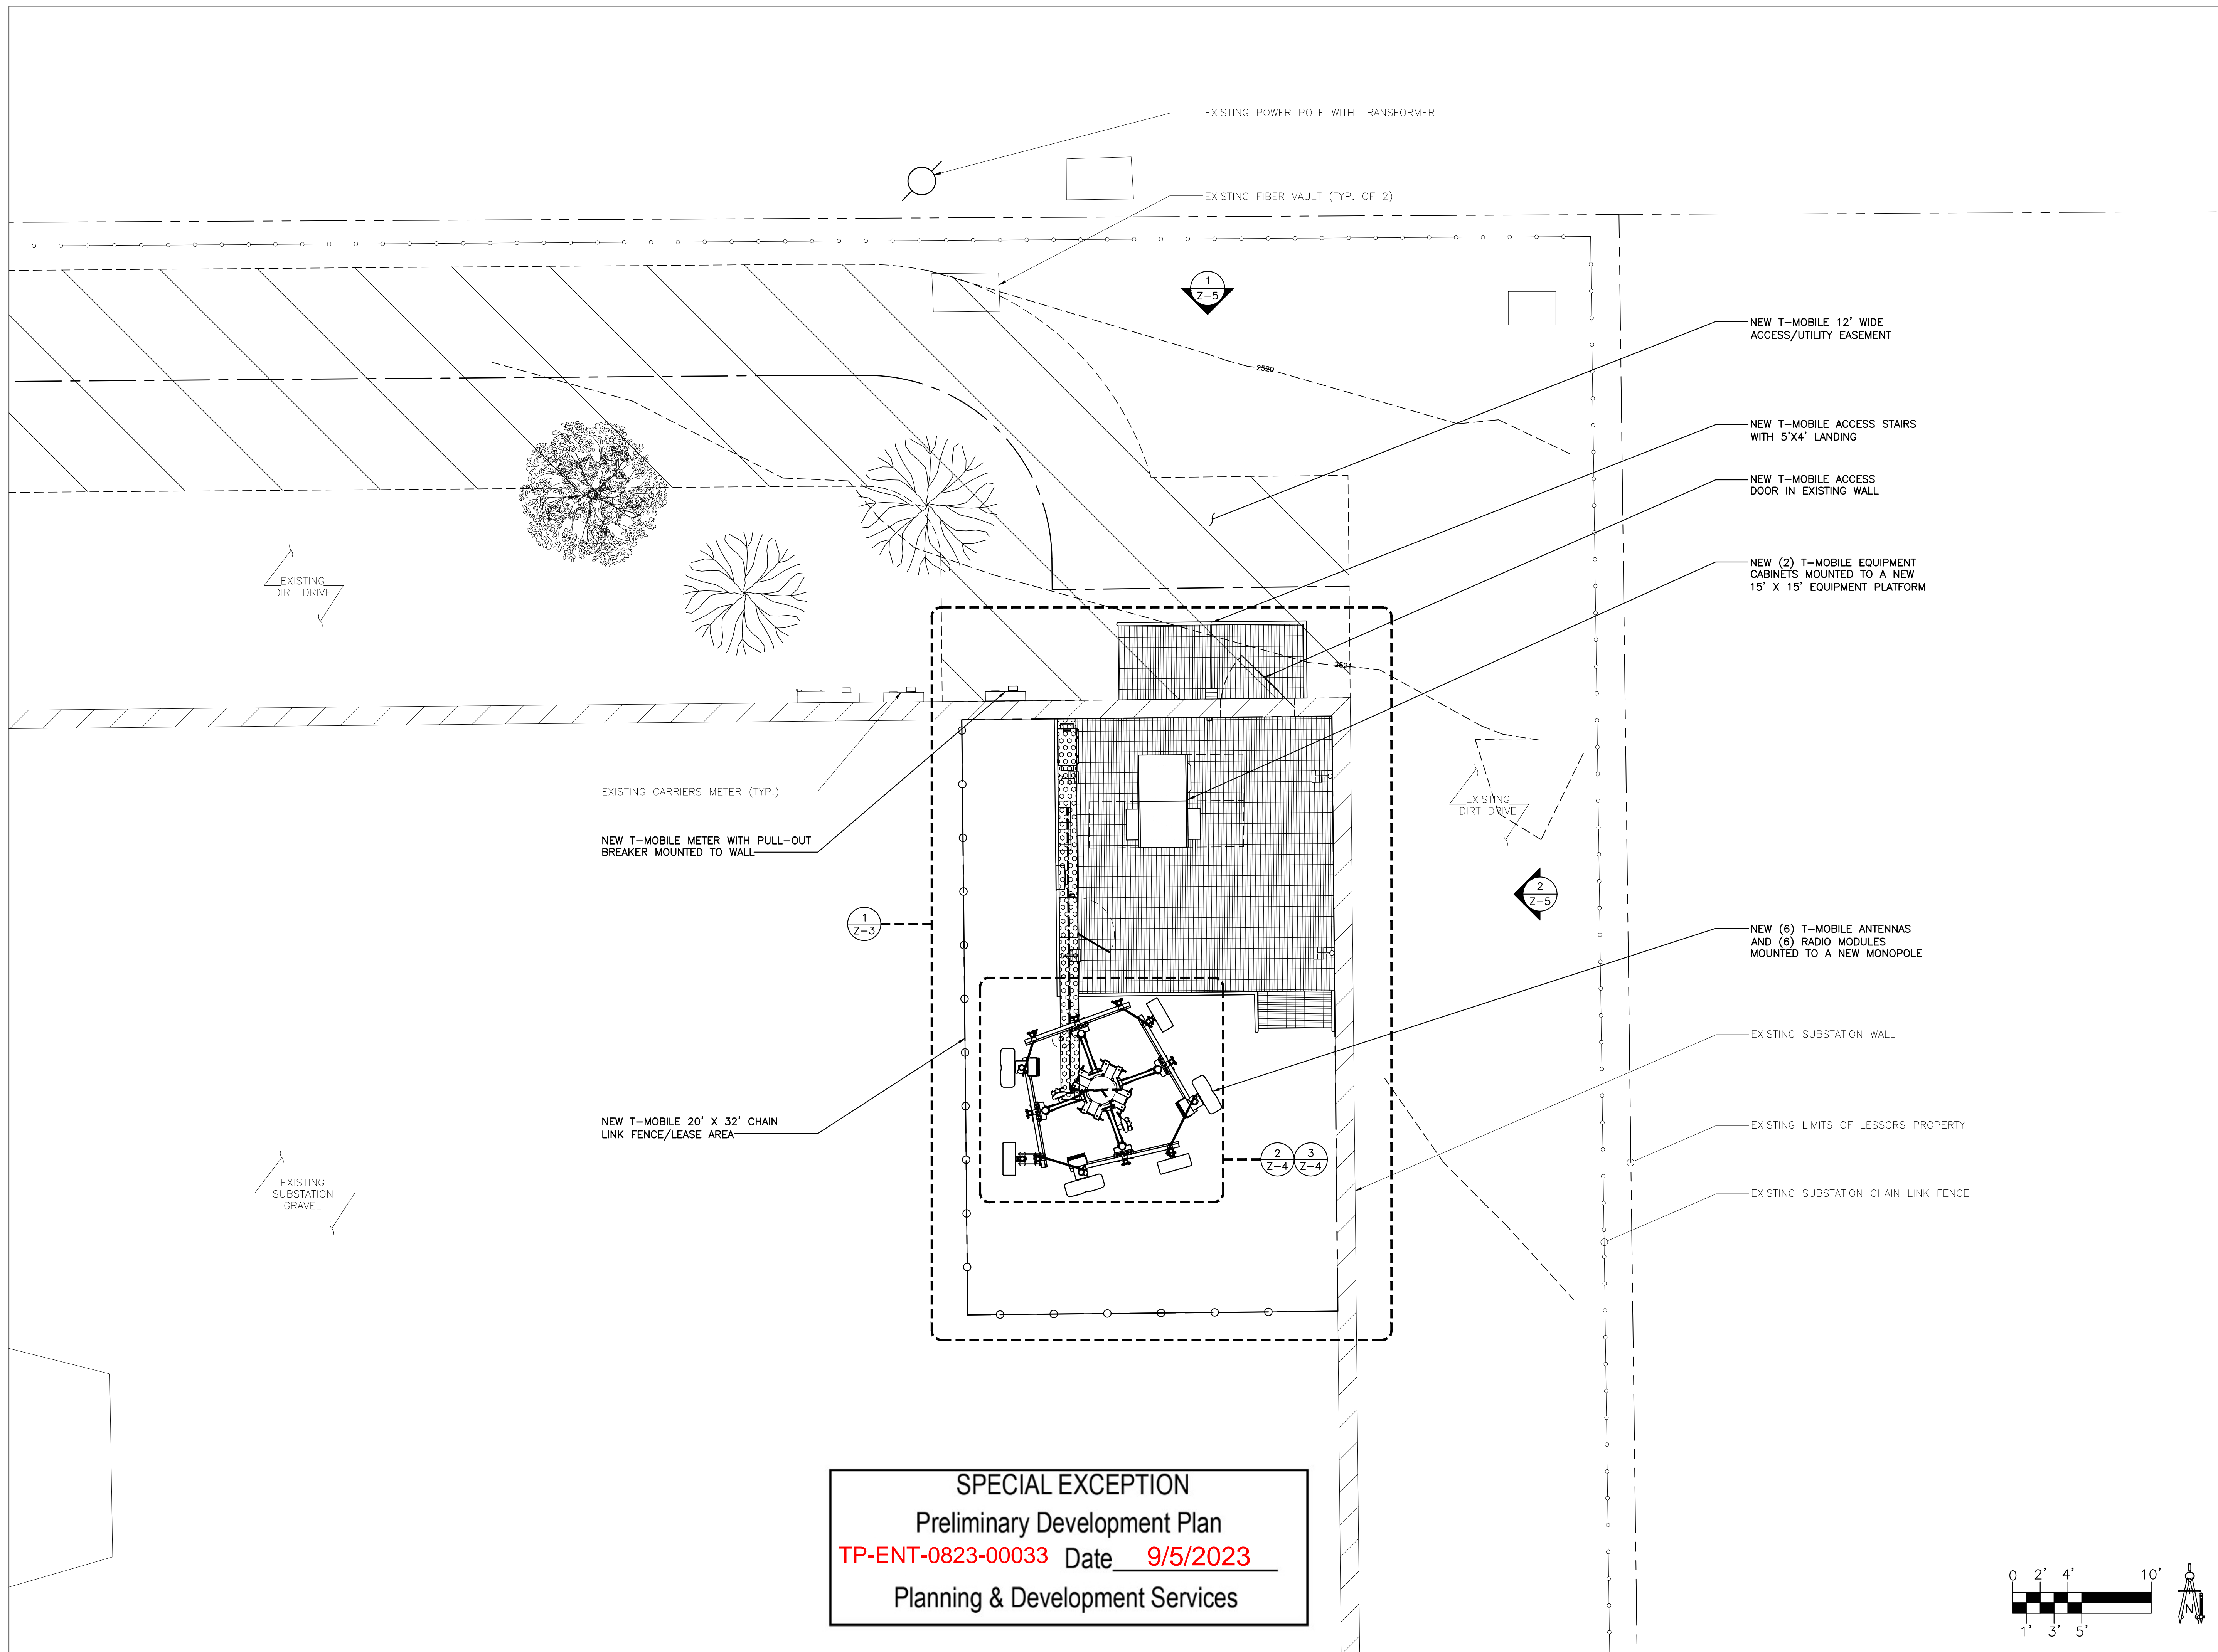 EXISTING POWER POLE WITH TRANSFORMER
EXISTING FIBER VAULT (TYP. OF 2)
1
Z-5
NEW T-MOBILE 12' WIDE
ACCESS/UTILITY EASEMENT
2520
NEW T-MOBILE ACCESS STAIRS
WITH 5'X4' LANDING
NEW T-MOBILE ACCESS
DOOR IN EXISTING WALL
EXISTING
DIRT DRIVE
NEW (2) T-MOBILE EQUIPMENT
CABINETS MOUNTED TO A NEW
15' X 15' EQUIPMENT PLATFORM
2521
EXISTING CARRIERS METER (TYP.)
EXISTING
DIRT DRIVE
NEW T-MOBILE METER WITH PULL-OUT
BREAKER MOUNTED TO WALL
2
Z-5
1
Z-3
NEW (6) T-MOBILE ANTENNAS
AND (6) RADIO MODULES
MOUNTED TO A NEW MONOPOLE
EXISTING SUBSTATION WALL
NEW T-MOBILE 20' X 32' CHAIN
LINK FENCE/LEASE AREA
EXISTING LIMITS OF LESSORS PROPERTY
2
Z-4
3
Z-4
EXISTING
SUBSTATION
GRAVEL
EXISTING SUBSTATION CHAIN LINK FENCE
SPECIAL EXCEPTION
Preliminary Development Plan
TP-ENT-0823-00033 Date 9/5/2023
Planning & Development Services
0 2' 4' 10'
1' 3' 5'
N